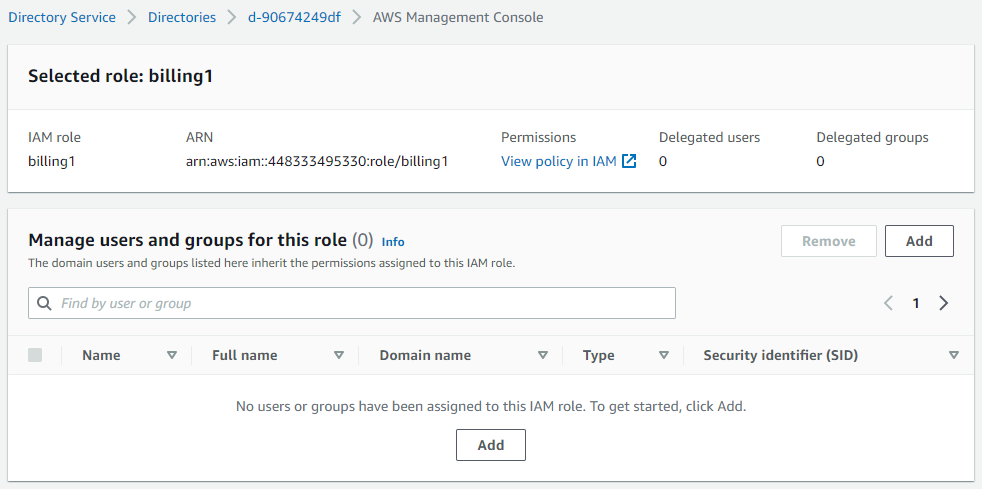 Directory Service > Directories > d-90674249df > AWS Management Console
Selected role: billing1
IAM role ARN Permissions Delegated users Delegated groups
billing1 arn:aws:iam::448333495330:role/billing1 View policy in IAM 0 0
Manage users and groups for this role (0) Info Remove Add
The domain users and groups listed here inherit the permissions assigned to this IAM role.
Find by user or group < 1 >
Name Full name Domain name Type Security identifier (SID)
No users or groups have been assigned to this IAM role. To get started, click Add.
Add